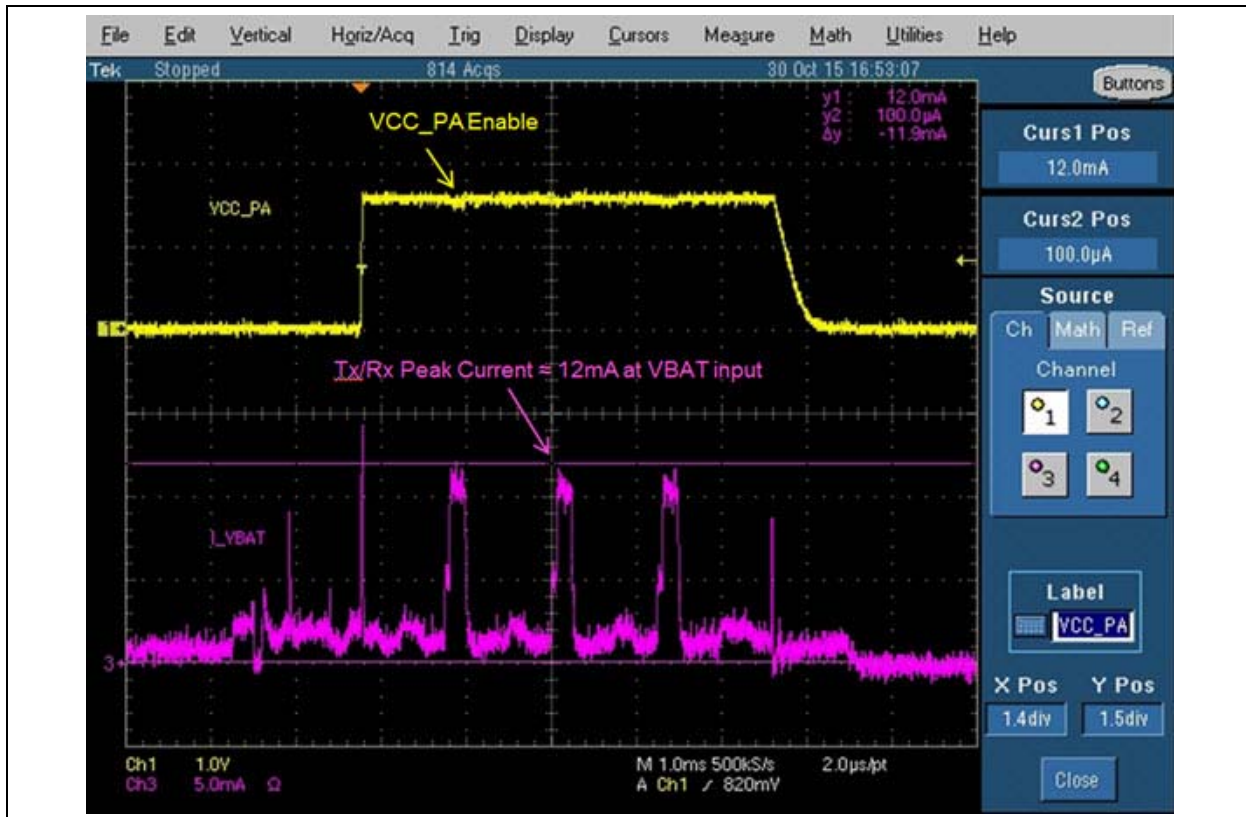 File Edit Vertical Horiz/Acq Trig Display Cursors Measure Math Utilities Help
Tek Stopped 814 Acqs 30 Oct 15 16:53:07
Buttons
y1 : 12.0mA
y2 : 100.0µA
Δy : -11.9mA
VCC_PA Enable
VCC_PA
1
Tx/Rx Peak Current ≈ 12mA at VBAT input
I_VBAT
3
Ch1 1.0V M 1.0ms 500kS/s 2.0µs/pt
Ch3 5.0mA Ω A Ch1 ∕ 820mV
Curs1 Pos
12.0mA
Curs2 Pos
100.0µA
Source
Ch Math Ref
Channel
1 2
3 4
Label
VCC_PA
X Pos Y Pos
1.4div 1.5div
Close